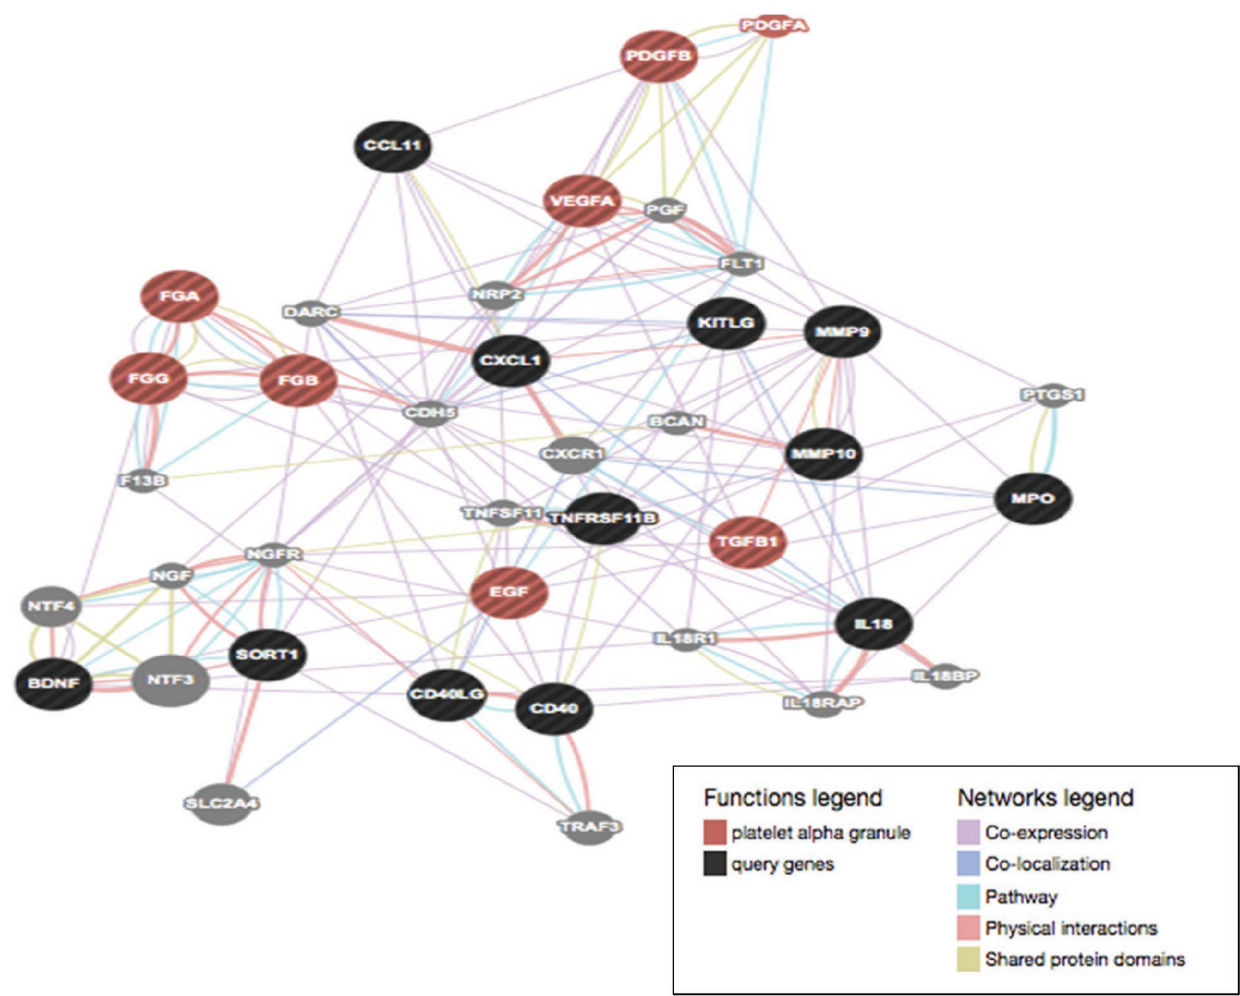 PDGFA
PDGFB
CCL11
VEGFA
PGF
FLT1
FGA
NRP2
DARC
KITLG
MMP9
CXCL1
FGG
FGB
PTGS1
CDH5
BCAN
CXCR1
MMP10
F13B
MPO
TNFSF11
TNFRSF11B
TGFB1
NGFR
NGF
EGF
NTF4
IL18
IL18R1
SORT1
IL18BP
BDNF
NTF3
CD40LG
CD40
IL18RAP
SLC2A4
TRAF3
Functions legend
platelet alpha granule
query genes
Networks legend
Co-expression
Co-localization
Pathway
Physical interactions
Shared protein domains